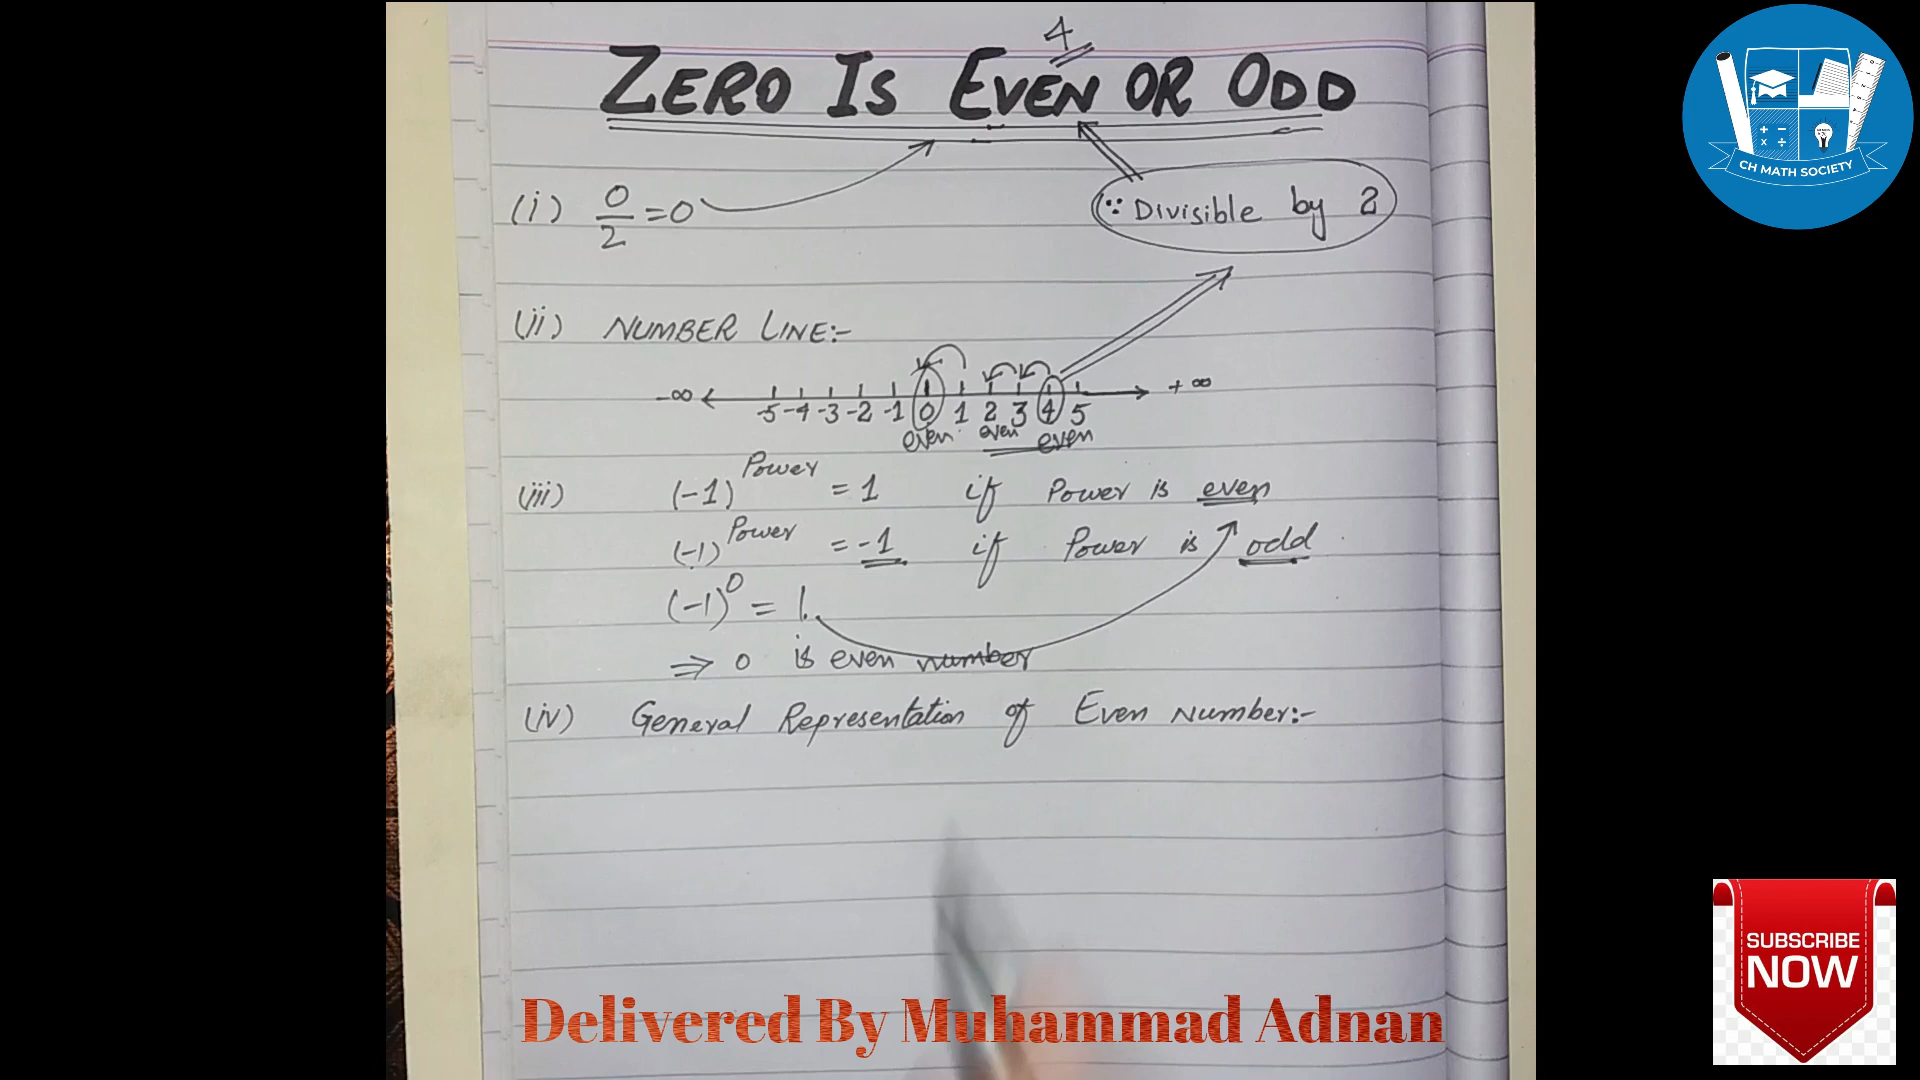 4
ZERO IS EVEN OR ODD
(i) 0/2 = 0
∵ Divisible by 2
(ii) NUMBER LINE:-
-∞ +∞
-5 -4 -3 -2 -1 0 1 2 3 4 5
even even even
(iii) (-1)^Power = 1 if Power is even
(-1)^Power = -1 if Power is odd
(-1)^0 = 1.
⇒ 0 is even number
(iv) General Representation of Even Number:-
Delivered By Muhammad Adnan
CH MATH SOCIETY
SUBSCRIBE
NOW